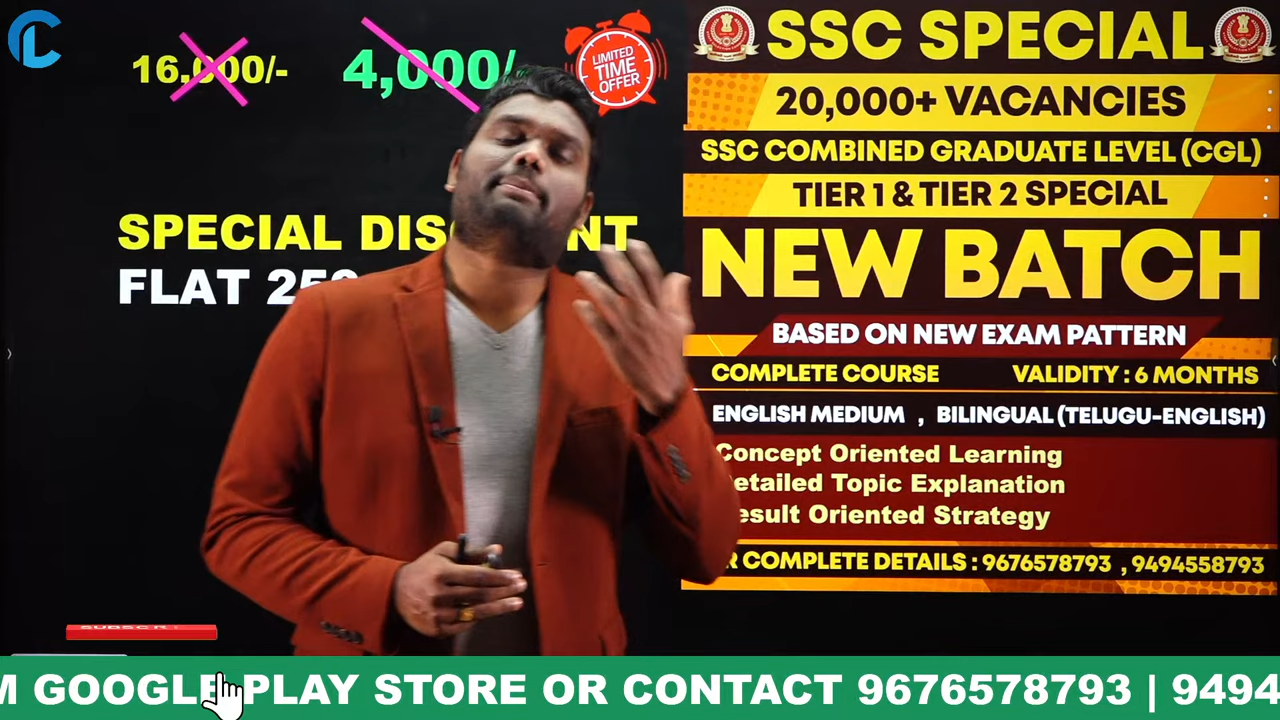 16,000/-
4,000/
LIMITED
TIME
OFFER
SPECIAL
FLAT
SSC SPECIAL
20,000+ VACANCIES
SSC COMBINED GRADUATE LEVEL (CGL)
TIER 1 & TIER 2 SPECIAL
NEW BATCH
BASED ON NEW EXAM PATTERN
COMPLETE COURSE VALIDITY : 6 MONTHS
ENGLISH MEDIUM , BILINGUAL (TELUGU-ENGLISH)
Concept Oriented Learning
etailed Topic Explanation
esult Oriented Strategy
R COMPLETE DETAILS : 9676578793 , 9494558793
M GOOGLE PLAY STORE OR CONTACT 9676578793 | 9494